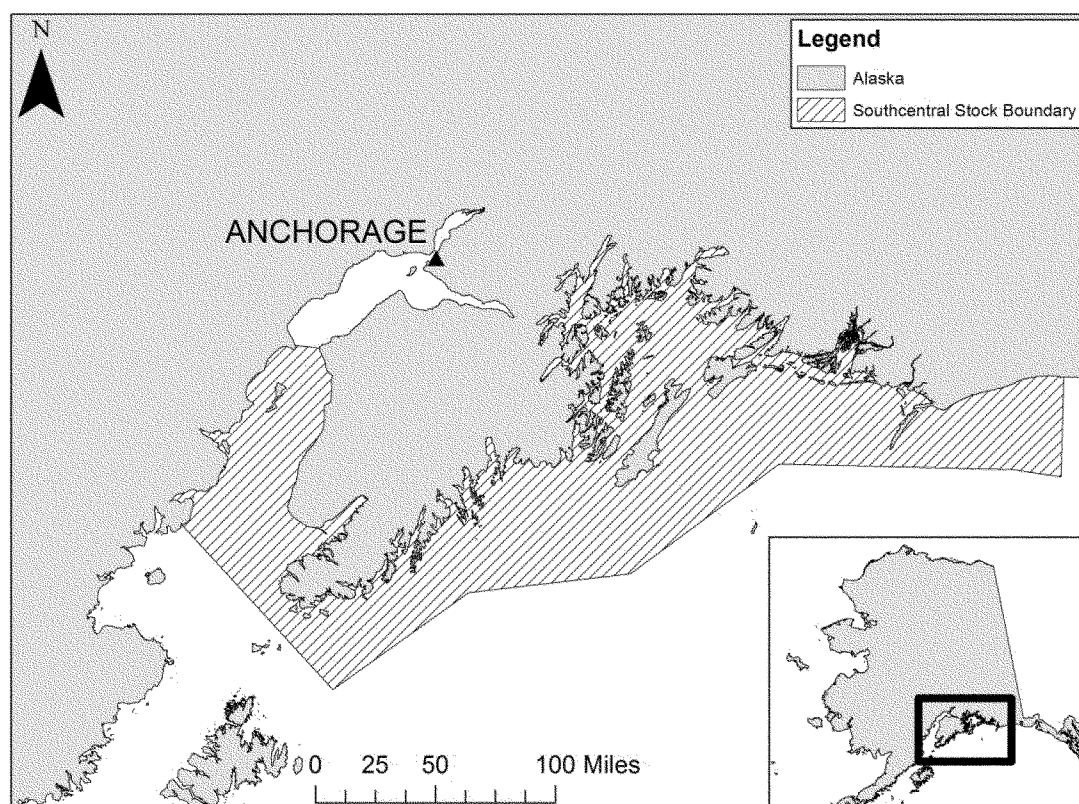 N
Legend
Alaska
Southcentral Stock Boundary
ANCHORAGE
0 25 50 100 Miles